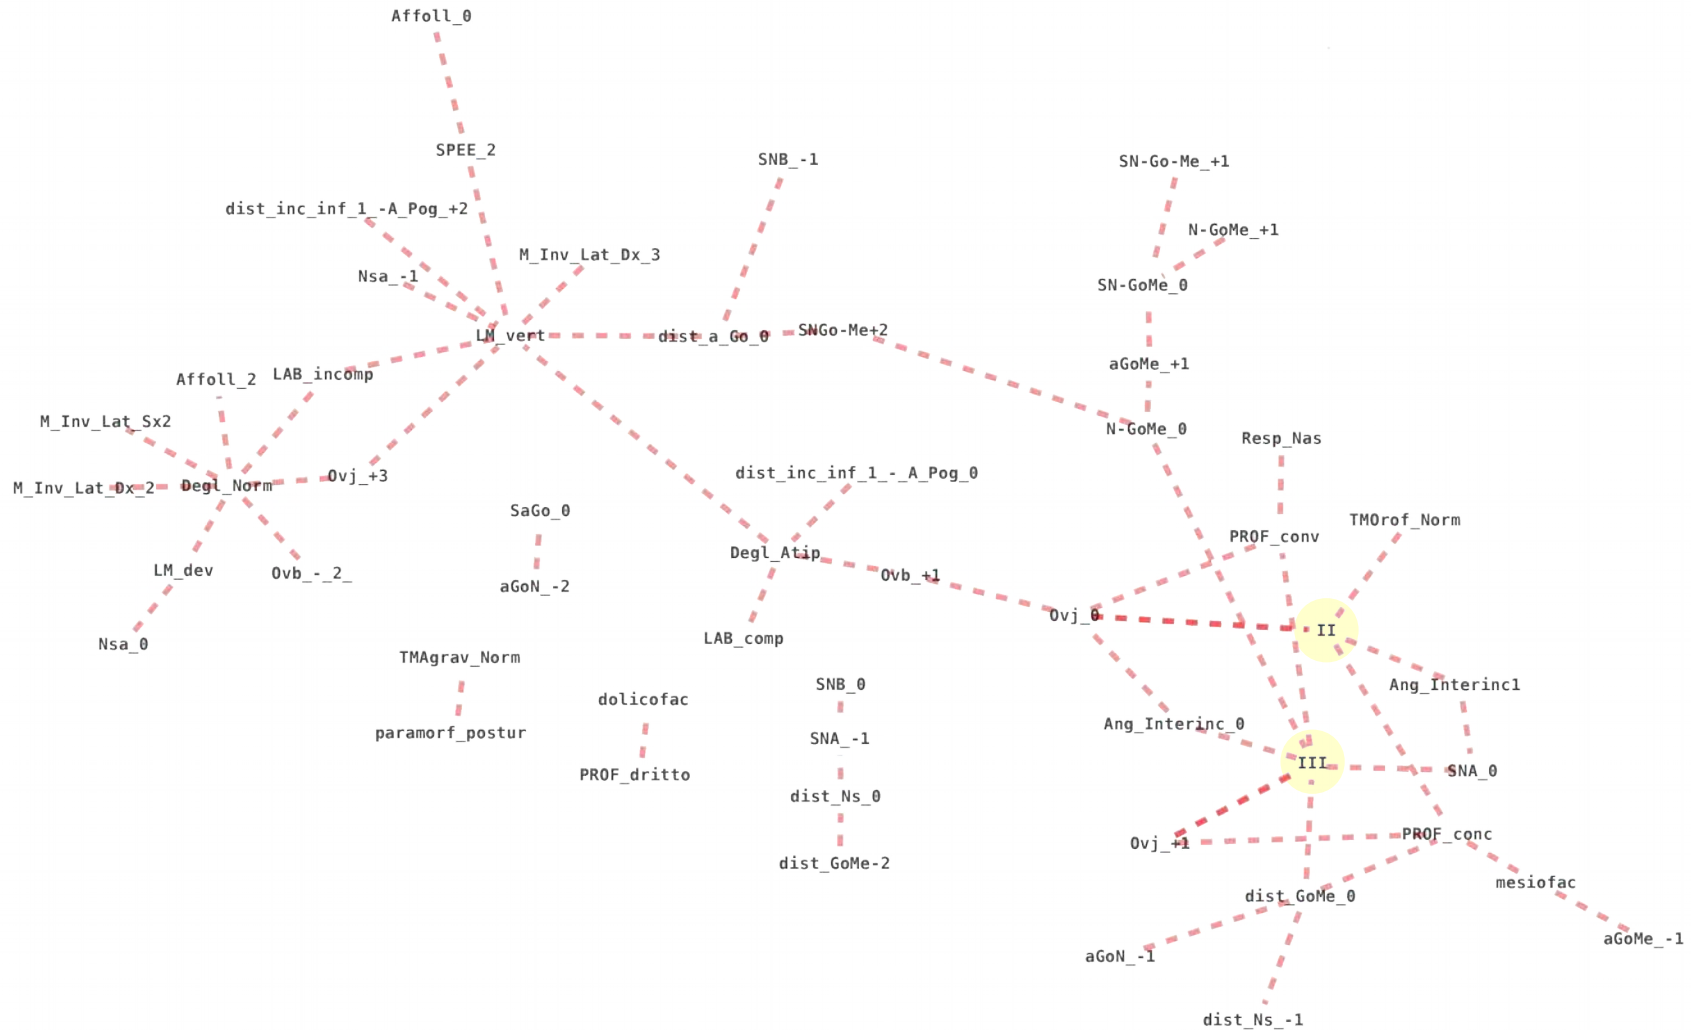 Affoll_0
SPEE_2
SNB_-1
SN-Go-Me_+1
dist_inc_inf_1_-A_Pog_+2
N-GoMe_+1
M_Inv_Lat_Dx_3
Nsa_-1
SN-GoMe_0
LM_vert
dist_a_Go_0
SNGo-Me+2
aGoMe_+1
Affoll_2
LAB_incomp
M_Inv_Lat_Sx2
N-GoMe_0
Resp_Nas
M_Inv_Lat_Dx_2
Degl_Norm
Ovj_+3
dist_inc_inf_1_-_A_Pog_0
SaGo_0
TMOrof_Norm
PROF_conv
Degl_Atip
LM_dev
Ovb_-_2_
aGoN_-2
Ovb_+1
Ovj_0
II
Nsa_0
LAB_comp
TMAgrav_Norm
SNB_0
Ang_Interinc1
dolicofac
paramorf_postur
SNA_-1
Ang_Interinc_0
III
SNA_0
PROF_dritto
dist_Ns_0
Ovj_+1
PROF_conc
dist_GoMe-2
mesiofac
dist_GoMe_0
aGoN_-1
aGoMe_-1
dist_Ns_-1